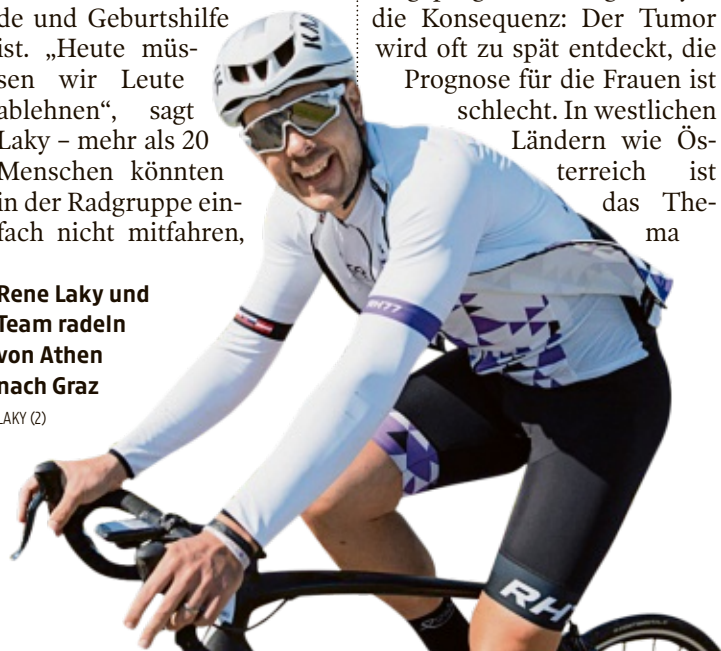 de und Geburtshilfe
ist. „Heute müs-
sen wir Leute
ablehnen“, sagt
Laky – mehr als 20
Menschen könnten
in der Radgruppe ein-
fach nicht mitfahren,
Rene Laky und
Team radeln
von Athen
nach Graz
LAKY (2)
die Konsequenz: Der Tumor
wird oft zu spät entdeckt, die
Prognose für die Frauen ist
schlecht. In westlichen
Ländern wie Ös-
terreich ist
das The-
ma
RH77
RH